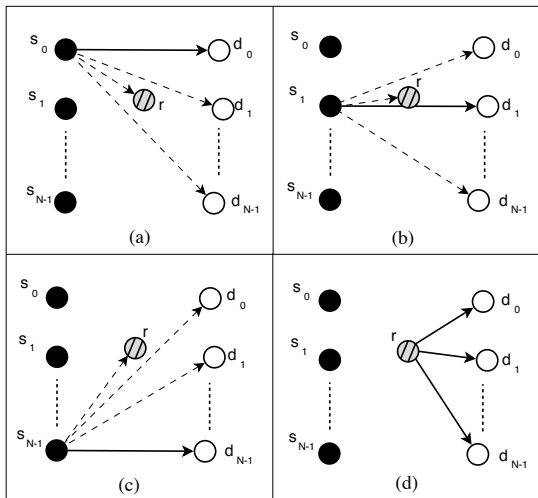 s0 d0
s1 r d1
sN-1 dN-1
(a)
s0 d0
s1 r d1
sN-1 dN-1
(b)
s0 d0
s1 r d1
sN-1 dN-1
(c)
s0 d0
s1 r d1
sN-1 dN-1
(d)